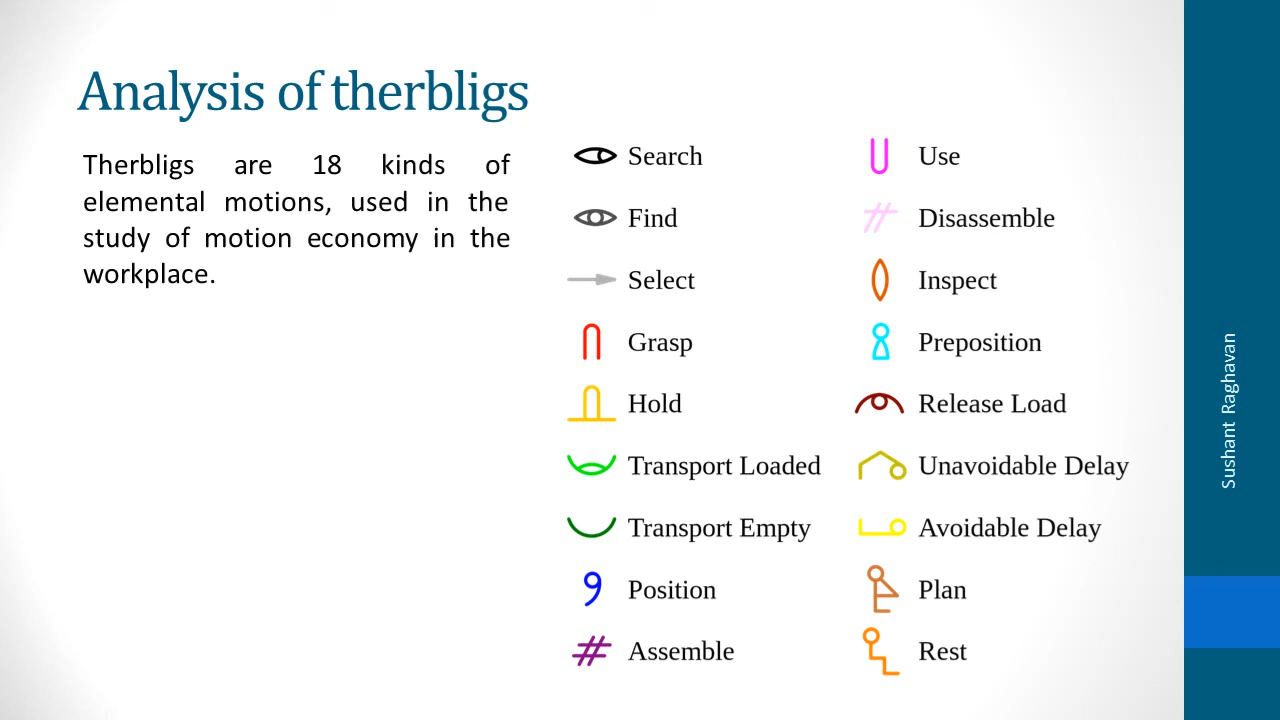 Analysis of therbligs
Therbligs are 18 kinds of
elemental motions, used in the
study of motion economy in the
workplace.
Search
Find
Select
Grasp
Hold
Transport Loaded
Transport Empty
Position
Assemble
Use
Disassemble
Inspect
Preposition
Release Load
Unavoidable Delay
Avoidable Delay
Plan
Rest
Sushant Raghavan